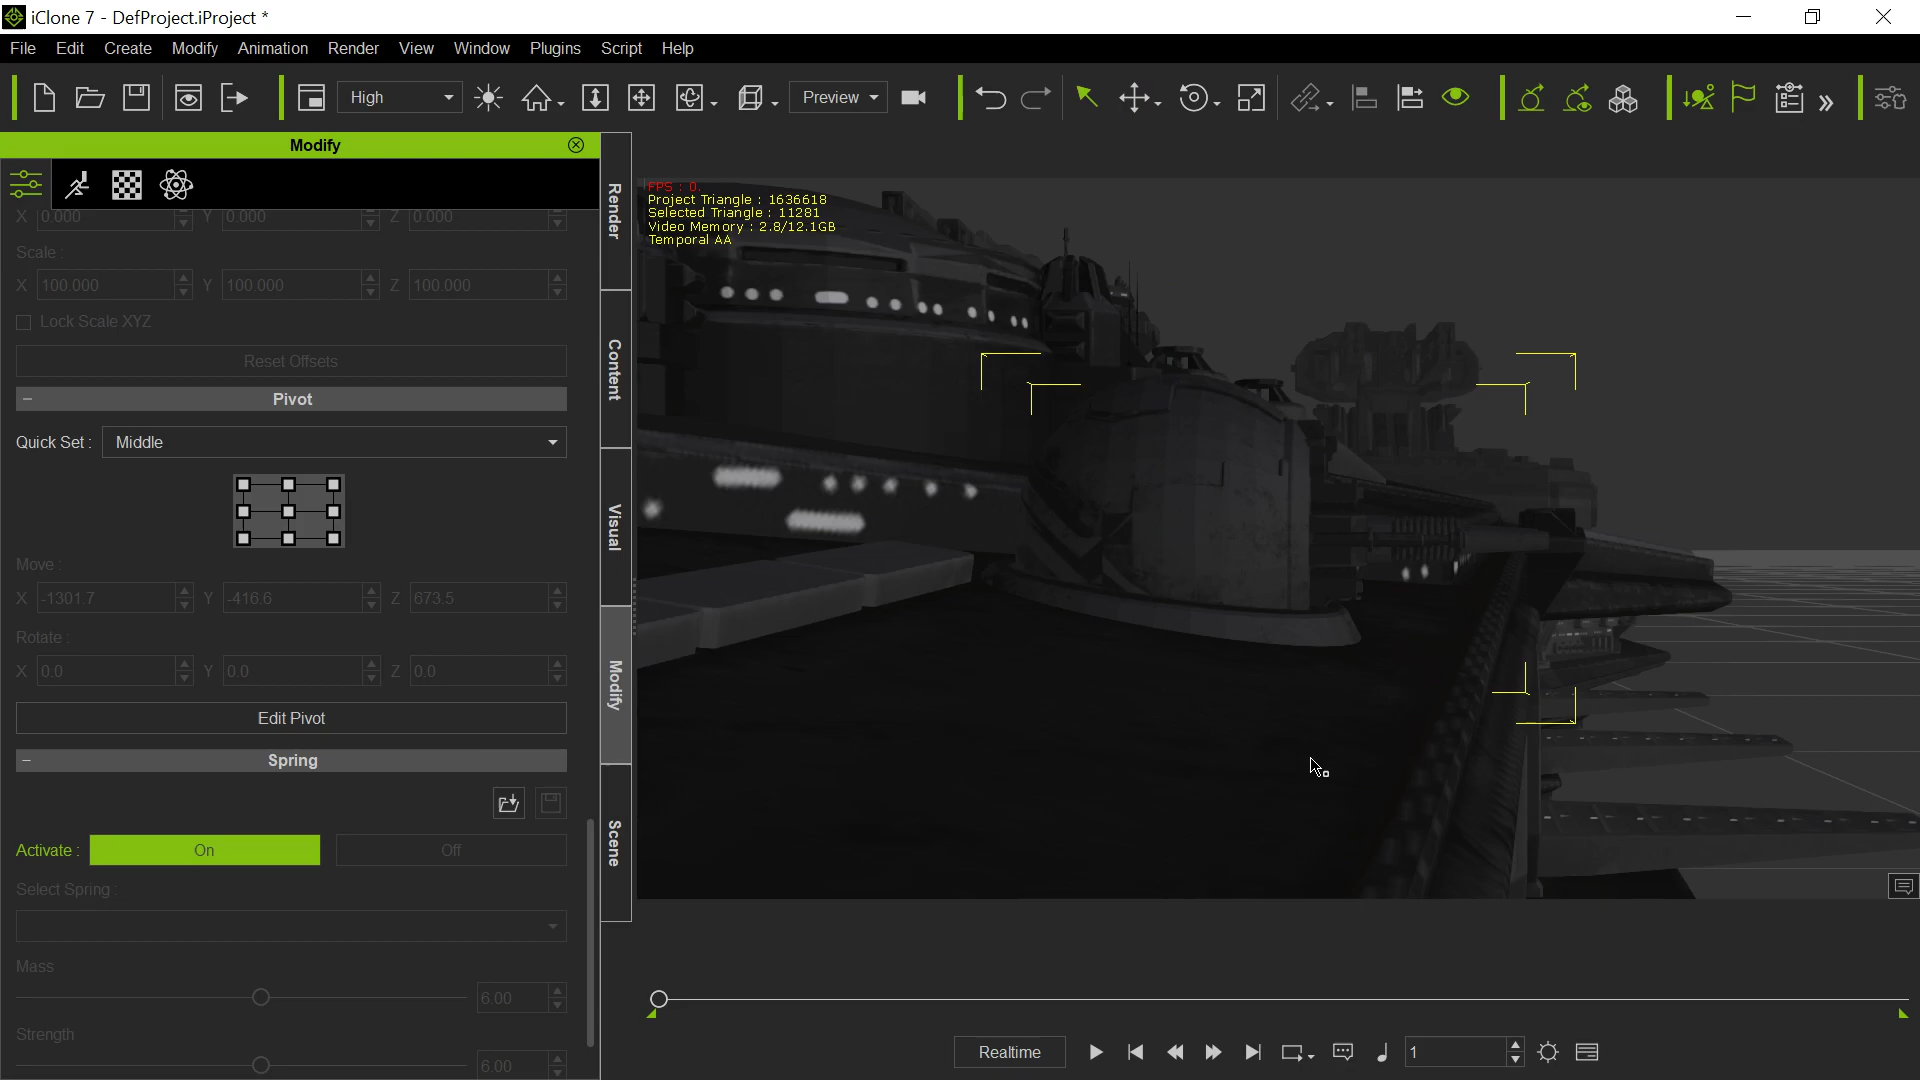 iClone 7 - DefProject.iProject *
File Edit Create Modify Animation Render View Window Plugins Script Help
High
Preview
Modify
X 0.000 Y 0.000 Z 0.000
Scale :
X 100.000 Y 100.000 Z 100.000
Lock Scale XYZ
Reset Offsets
Pivot
Quick Set : Middle
Move :
X -1301.7 Y -416.6 Z 673.5
Rotate :
X 0.0 Y 0.0 Z 0.0
Edit Pivot
Spring
Activate : On Off
Select Spring :
Mass
6.00
Strength
6.00
Render
Content
Visual
Modify
Scene
FPS : 0.
Project Triangle : 1636618
Selected Triangle : 11281
Video Memory : 2.8/12.1GB
Temporal AA
Realtime
1